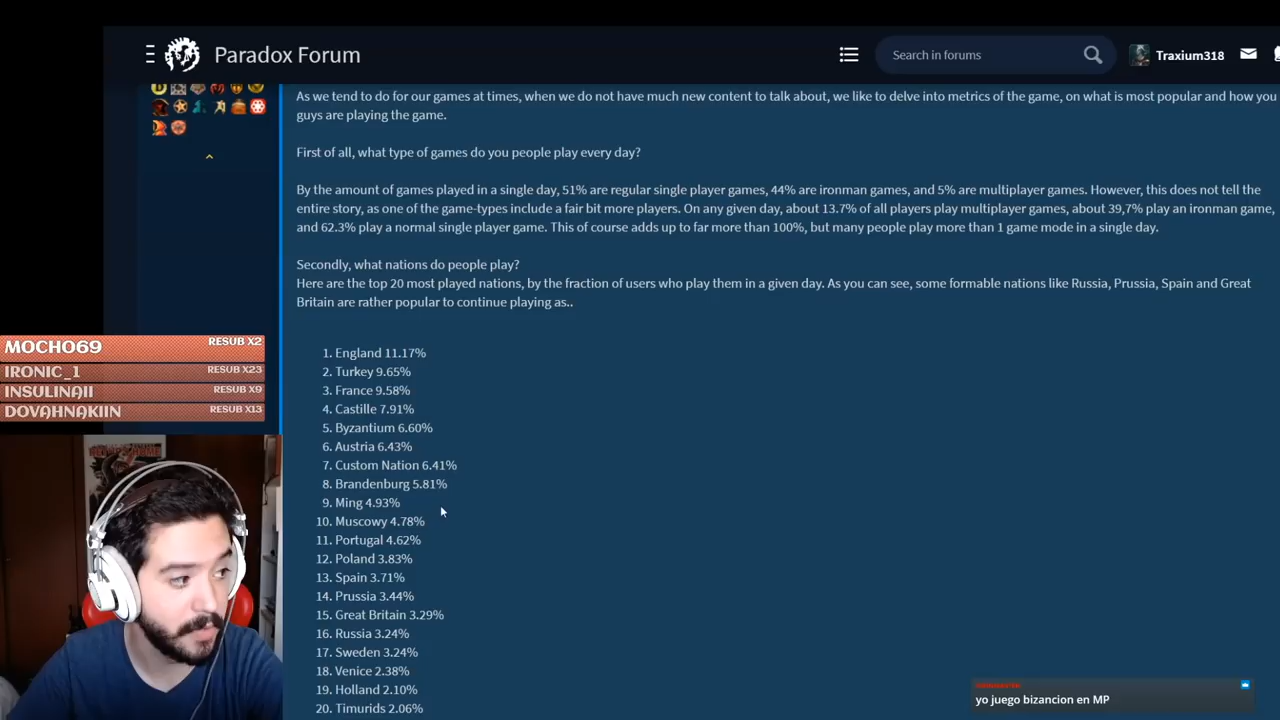 Paradox Forum
Search in forums
Traxium318
As we tend to do for our games at times, when we do not have much new content to talk about, we like to delve into metrics of the game, on what is most popular and how you
guys are playing the game.
First of all, what type of games do you people play every day?
By the amount of games played in a single day, 51% are regular single player games, 44% are ironman games, and 5% are multiplayer games. However, this does not tell the
entire story, as one of the game-types include a fair bit more players. On any given day, about 13.7% of all players play multiplayer games, about 39,7% play an ironman game,
and 62.3% play a normal single player game. This of course adds up to far more than 100%, but many people play more than 1 game mode in a single day.
Secondly, what nations do people play?
Here are the top 20 most played nations, by the fraction of users who play them in a given day. As you can see, some formable nations like Russia, Prussia, Spain and Great
Britain are rather popular to continue playing as..
1. England 11.17%
2. Turkey 9.65%
3. France 9.58%
4. Castille 7.91%
5. Byzantium 6.60%
6. Austria 6.43%
7. Custom Nation 6.41%
8. Brandenburg 5.81%
9. Ming 4.93%
10. Muscowy 4.78%
11. Portugal 4.62%
12. Poland 3.83%
13. Spain 3.71%
14. Prussia 3.44%
15. Great Britain 3.29%
16. Russia 3.24%
17. Sweden 3.24%
18. Venice 2.38%
19. Holland 2.10%
20. Timurids 2.06%
MOCHO69 RESUB X2
IRONIC_1 RESUB X23
INSULINAII RESUB X9
DOVAHNAKIIN RESUB X13
yo juego bizancion en MP